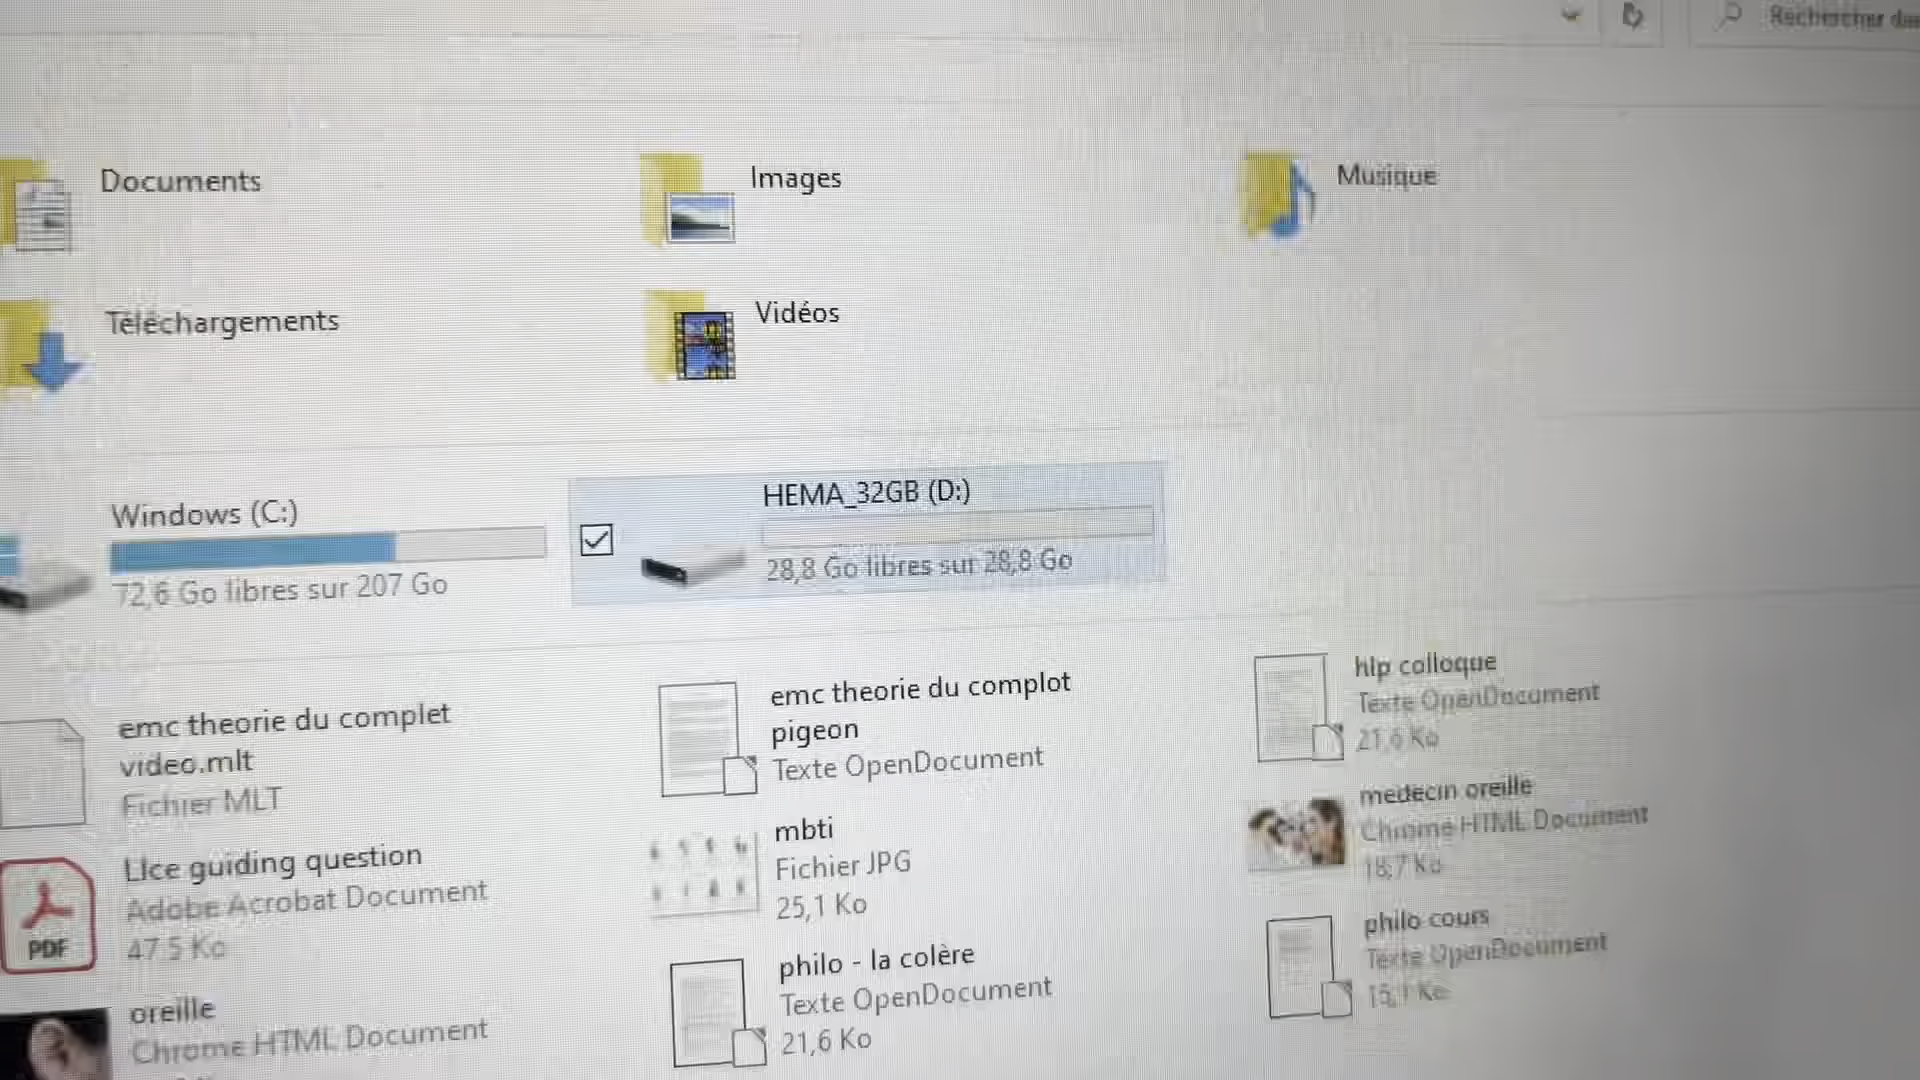 Rechercher da
Documents
Images
Musique
Téléchargements
Vidéos
Windows (C:)
72,6 Go libres sur 207 Go
HEMA_32GB (D:)
28,8 Go libres sur 28,8 Go
emc theorie du complet
video.mlt
Fichier MLT
emc theorie du complot
pigeon
Texte OpenDocument
hlp colloque
Texte OpenDocument
21,6 Ko
Llce guiding question
Adobe Acrobat Document
47,5 Ko
PDF
mbti
Fichier JPG
25,1 Ko
medecin oreille
Chrome HTML Document
18,7 Ko
oreille
Chrome HTML Document
philo - la colère
Texte OpenDocument
21,6 Ko
philo cours
Texte OpenDocument
15,1 Ko